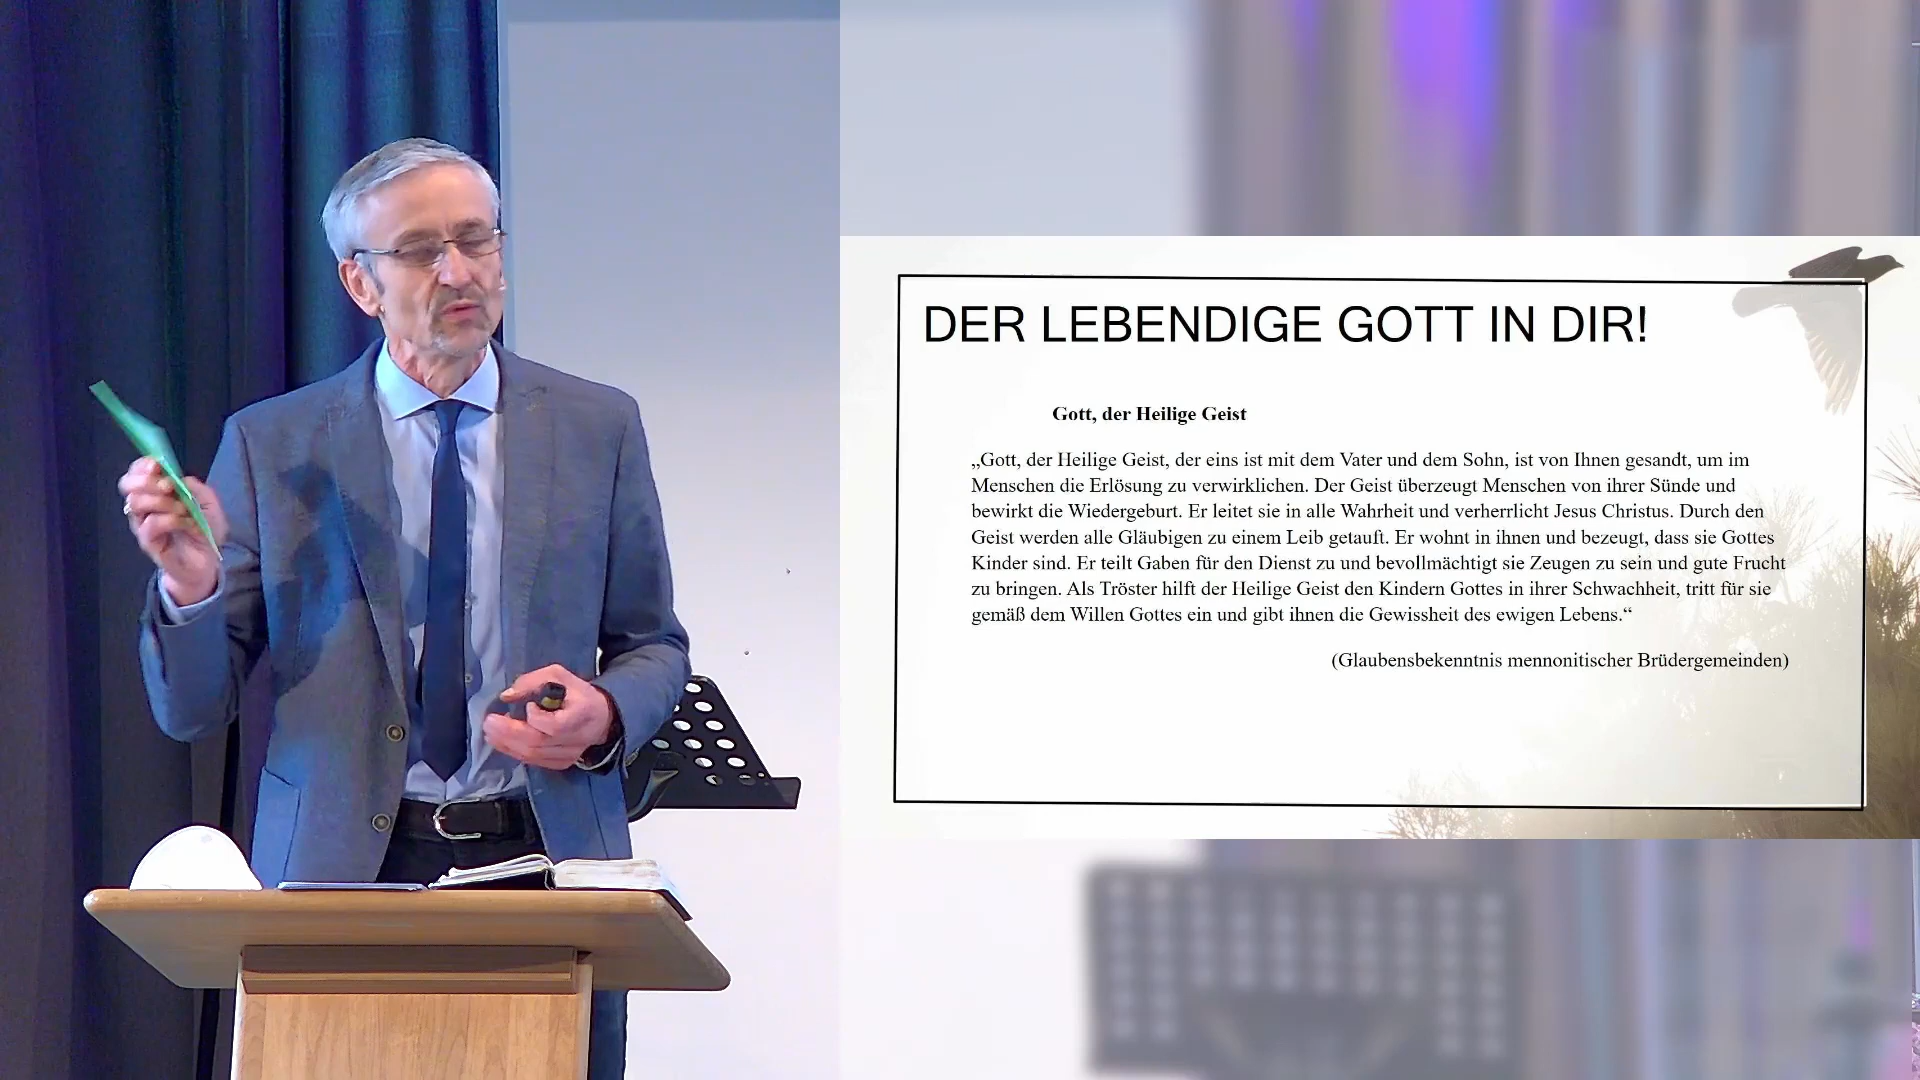 DER LEBENDIGE GOTT IN DIR!
Gott, der Heilige Geist
„Gott, der Heilige Geist, der eins ist mit dem Vater und dem Sohn, ist von Ihnen gesandt, um im
Menschen die Erlösung zu verwirklichen. Der Geist überzeugt Menschen von ihrer Sünde und
bewirkt die Wiedergeburt. Er leitet sie in alle Wahrheit und verherrlicht Jesus Christus. Durch den
Geist werden alle Gläubigen zu einem Leib getauft. Er wohnt in ihnen und bezeugt, dass sie Gottes
Kinder sind. Er teilt Gaben für den Dienst zu und bevollmächtigt sie Zeugen zu sein und gute Frucht
zu bringen. Als Tröster hilft der Heilige Geist den Kindern Gottes in ihrer Schwachheit, tritt für sie
gemäß dem Willen Gottes ein und gibt ihnen die Gewissheit des ewigen Lebens.“
(Glaubensbekenntnis mennonitischer Brüdergemeinden)